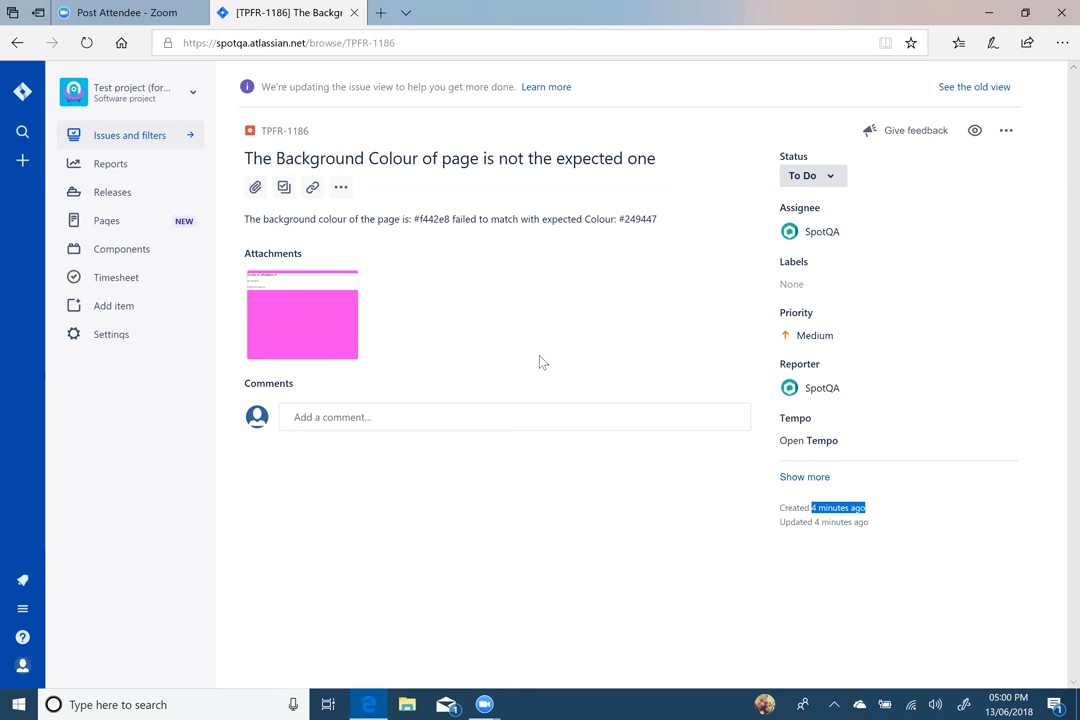 Post Attendee - Zoom
[TPFR-1186] The Backgr
https://spotqa.atlassian.net/browse/TPFR-1186
Test project (for...
Software project
Issues and filters
Reports
Releases
Pages
NEW
Components
Timesheet
Add item
Settings
We're updating the issue view to help you get more done. Learn more
See the old view
TPFR-1186
Give feedback
The Background Colour of page is not the expected one
The background colour of the page is: #f442e8 failed to match with expected Colour: #249447
Attachments
Comments
Add a comment...
Status
To Do
Assignee
SpotQA
Labels
None
Priority
Medium
Reporter
SpotQA
Tempo
Open Tempo
Show more
Created 4 minutes ago
Updated 4 minutes ago
Type here to search
1
05:00 PM
13/06/2018
1